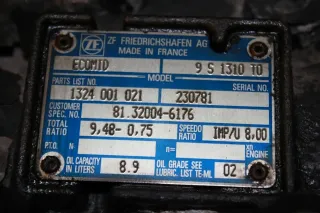 ZF FRIEDRICHSHAFEN AG
MADE IN FRANCE
ECOMID 9 S 1310 TO
MODEL
PARTS LIST NO. SERIAL NO.
1324 001 021 230781
CUSTOMER SPEC. NO. 81.32004-6176
TOTAL RATIO 9,48- 0,75 SPEEDO RATIO IMP/U 8,00
P.T.O. N n= ENGINE
OIL CAPACITY IN LITERS 8.9 OIL GRADE SEE LUBRIC. LIST TE-ML 02